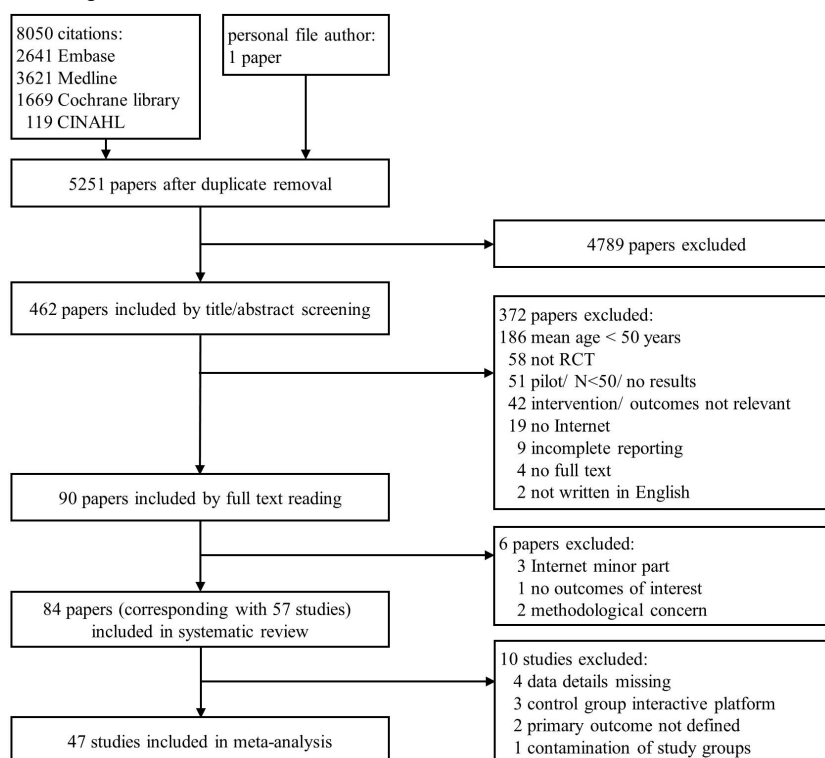 8050 citations:
2641 Embase
3621 Medline
1669 Cochrane library
119 CINAHL
personal file author:
1 paper
5251 papers after duplicate removal
4789 papers excluded
462 papers included by title/abstract screening
372 papers excluded:
186 mean age < 50 years
58 not RCT
51 pilot/ N<50/ no results
42 intervention/ outcomes not relevant
19 no Internet
9 incomplete reporting
4 no full text
2 not written in English
90 papers included by full text reading
6 papers excluded:
3 Internet minor part
1 no outcomes of interest
2 methodological concern
84 papers (corresponding with 57 studies)
included in systematic review
10 studies excluded:
4 data details missing
3 control group interactive platform
2 primary outcome not defined
1 contamination of study groups
47 studies included in meta-analysis